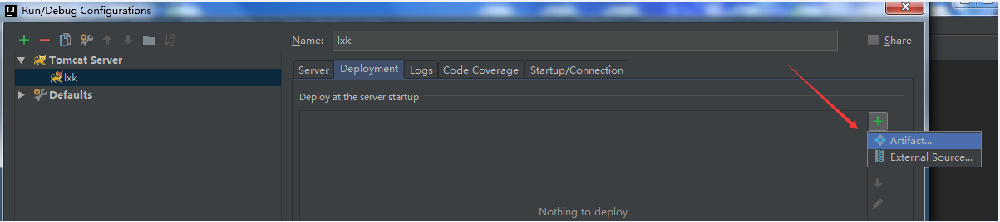 Run/Debug Configurations
Name: lxk
Share
Tomcat Server
lxk
Defaults
Server Deployment Logs Code Coverage Startup/Connection
Deploy at the server startup
Artifact...
External Source...
Nothing to deploy